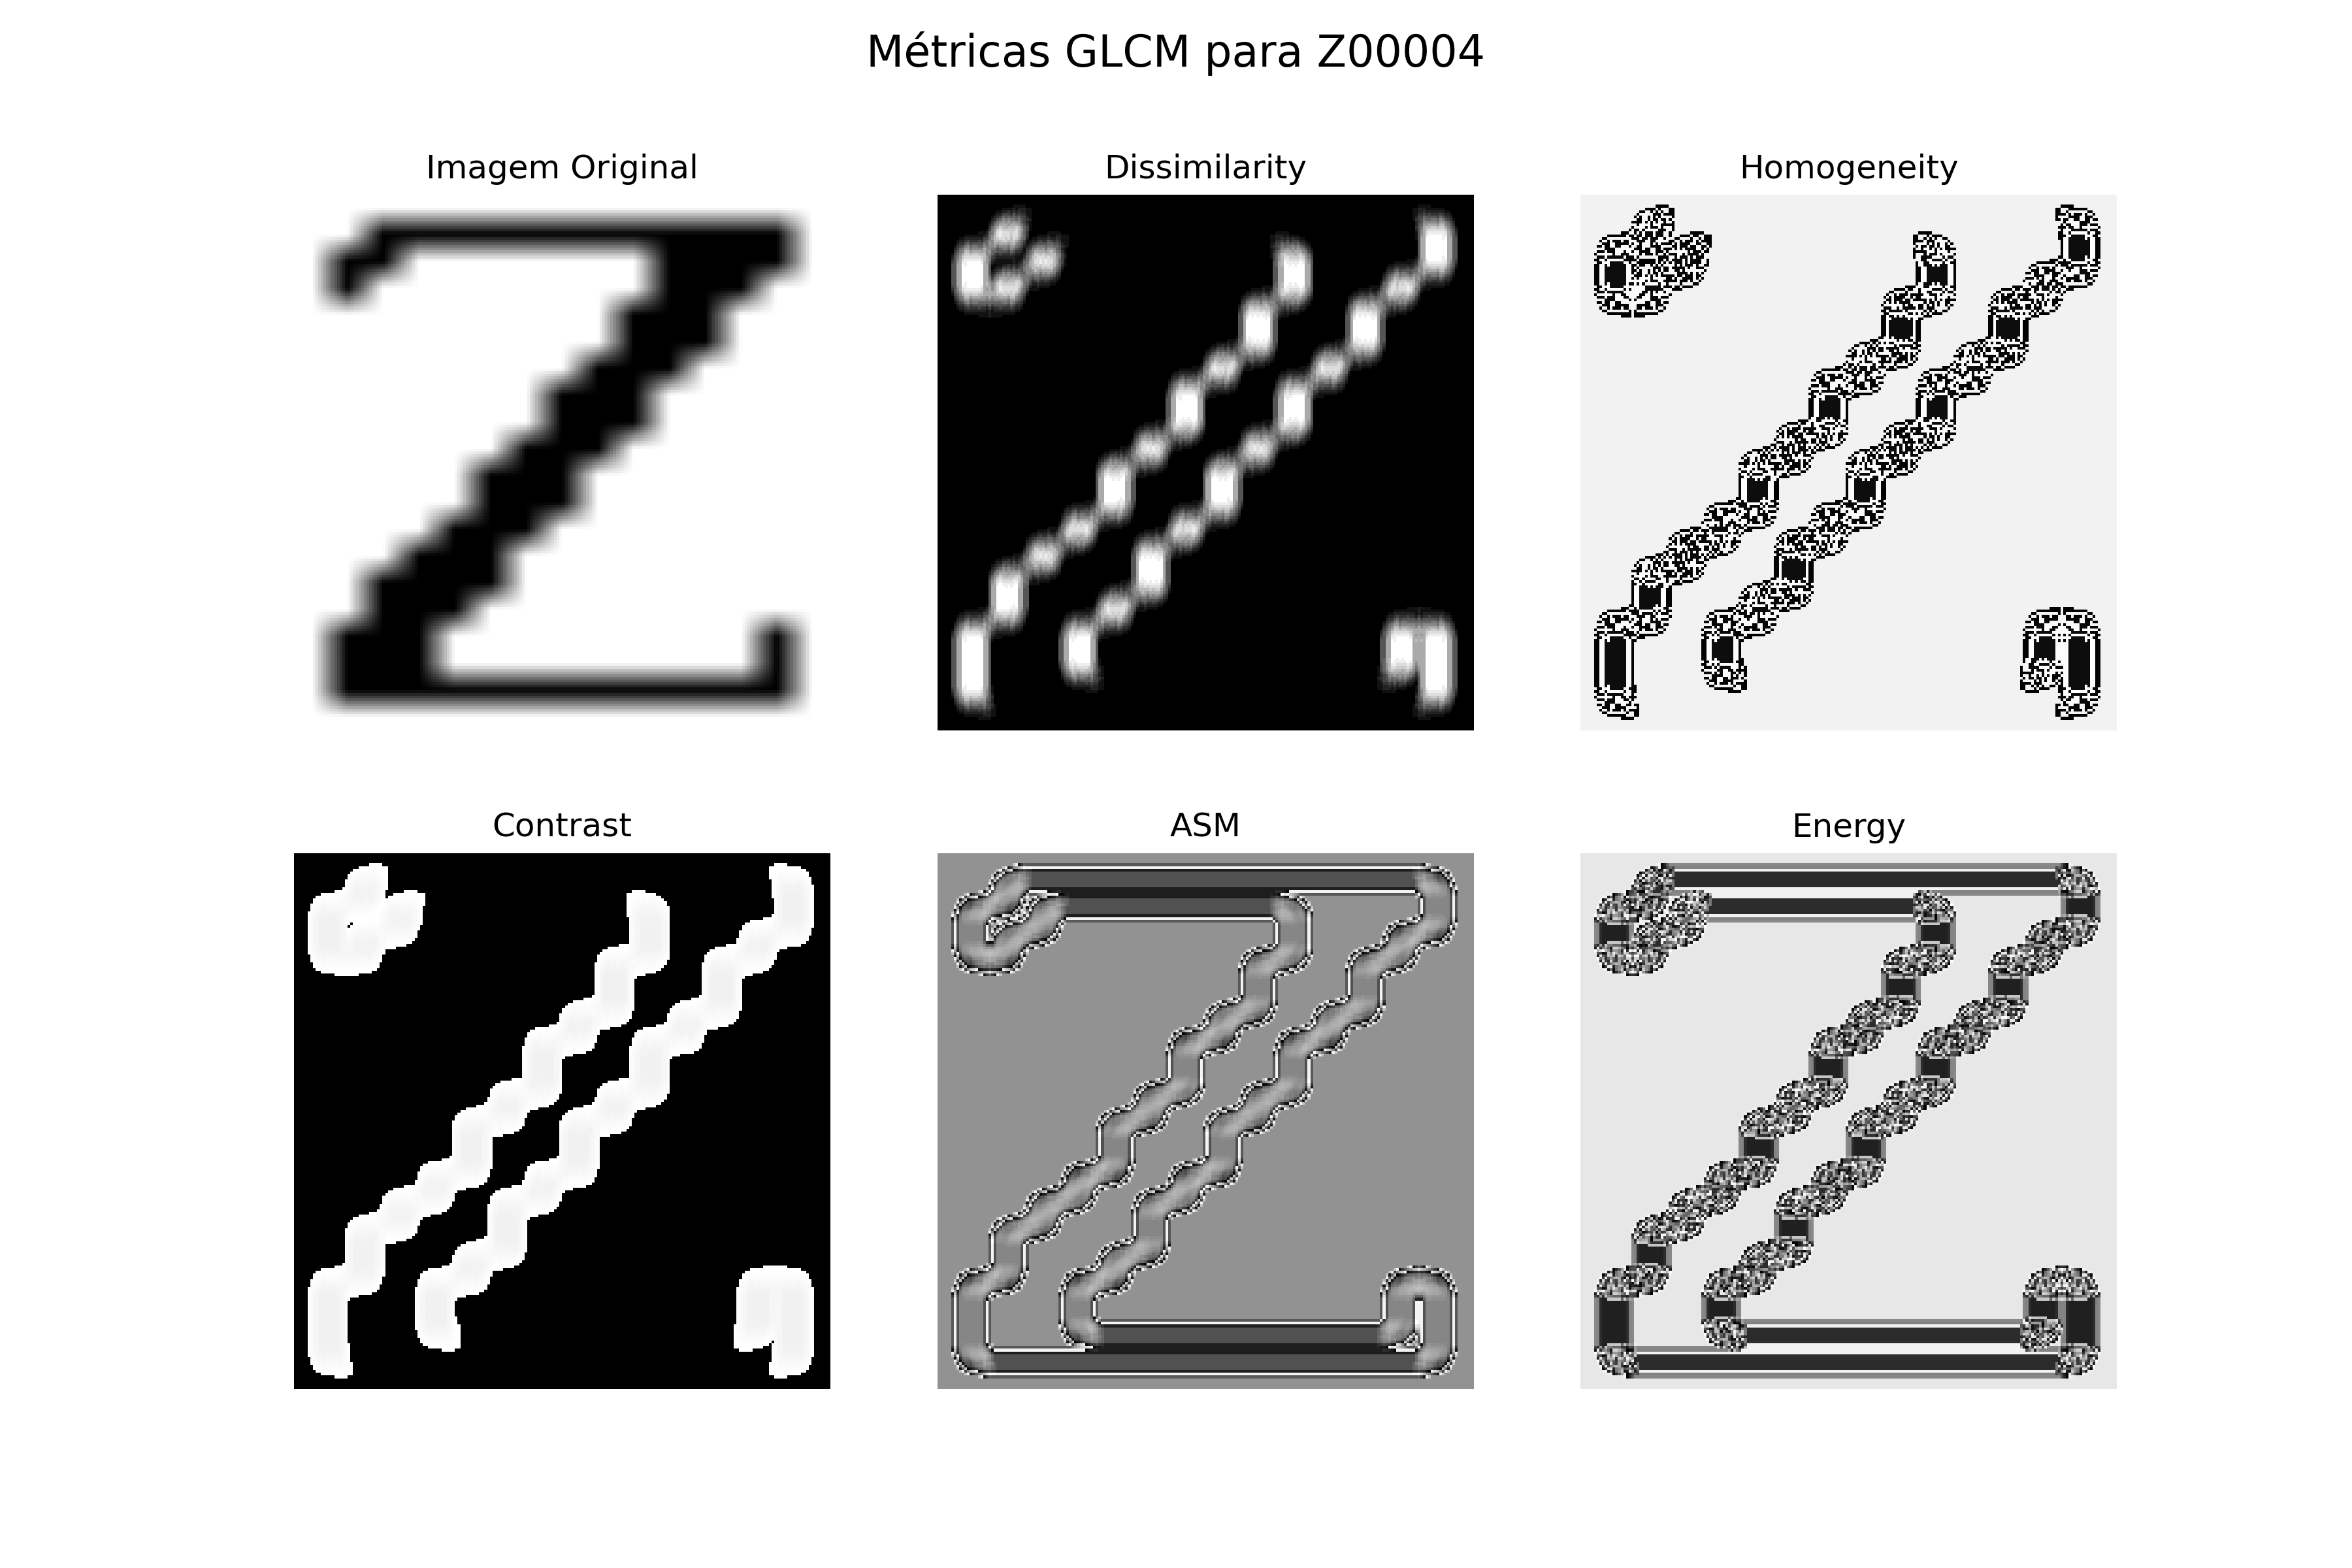 Métricas GLCM para Z00004
Imagem Original
Dissimilarity
Homogeneity
Z
Contrast
ASM
Energy